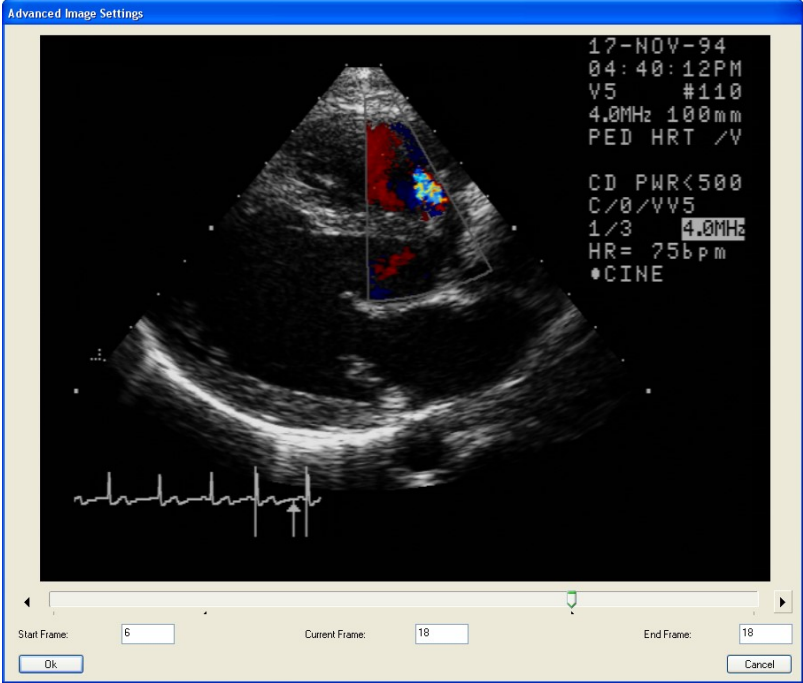 Advanced Image Settings
17-NOV-94
04:40:12PM
V5 #110
4.0MHz 100mm
PED HRT /V
CD PWR<500
C/0/VV5
1/3 4.0MHz
HR= 75bpm
●CINE
Start Frame: 6 Current Frame: 18 End Frame: 18
Ok Cancel